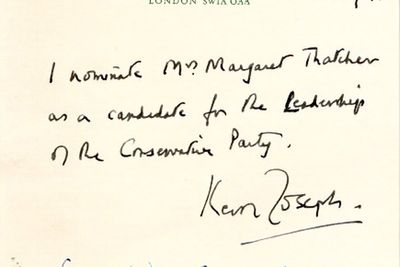 LONDON SW1A 0AA
I nominate Mrs Margaret Thatcher
as a candidate for the Leadership
of the Conservative Party.
Keith Joseph.